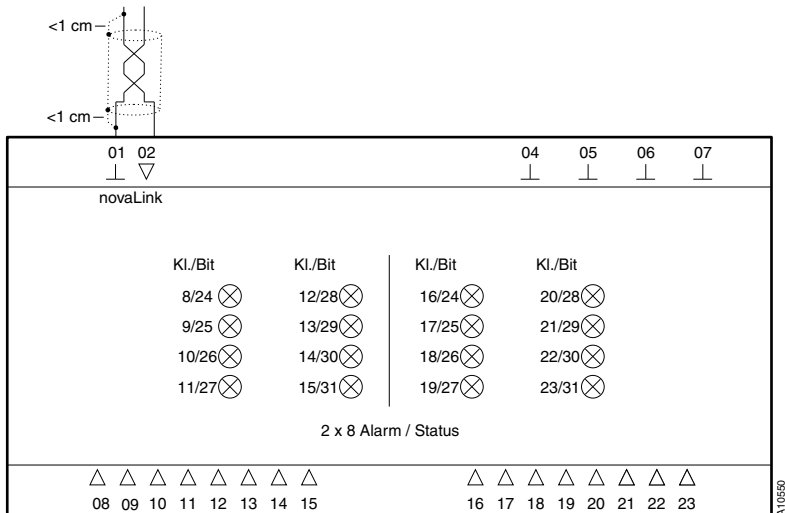 <1 cm
<1 cm
01 02 04 05 06 07
novaLink
Kl./Bit Kl./Bit Kl./Bit Kl./Bit
8/24 12/28 16/24 20/28
9/25 13/29 17/25 21/29
10/26 14/30 18/26 22/30
11/27 15/31 19/27 23/31
2 x 8 Alarm / Status
08 09 10 11 12 13 14 15 16 17 18 19 20 21 22 23
A10550